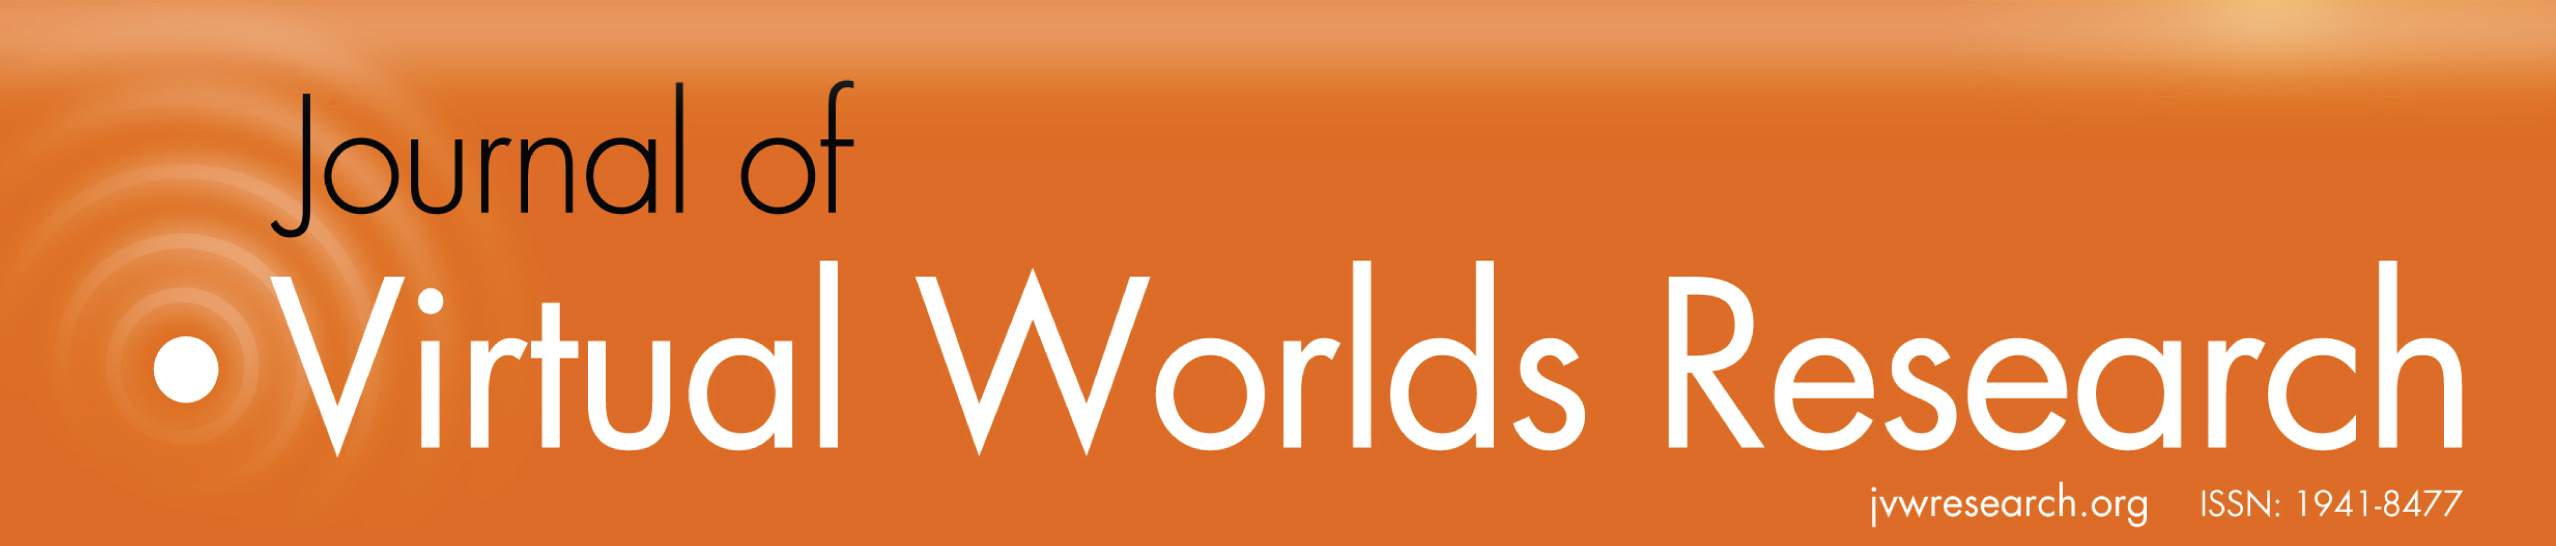 Journal of
Virtual Worlds Research
jvwresearch.org ISSN: 1941-8477